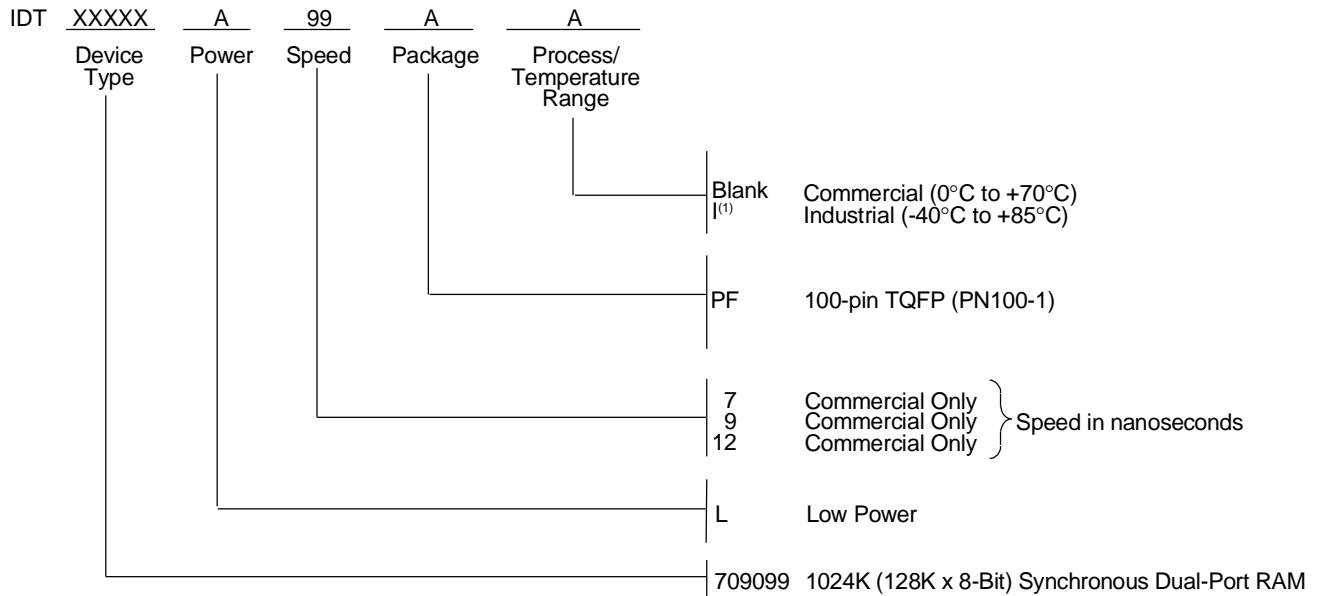 IDT XXXXX A 99 A A
Device Type Power Speed Package Process/ Temperature Range
Blank Commercial (0°C to +70°C)
I(1) Industrial (-40°C to +85°C)
PF 100-pin TQFP (PN100-1)
7 Commercial Only
9 Commercial Only Speed in nanoseconds
12 Commercial Only
L Low Power
709099 1024K (128K x 8-Bit) Synchronous Dual-Port RAM